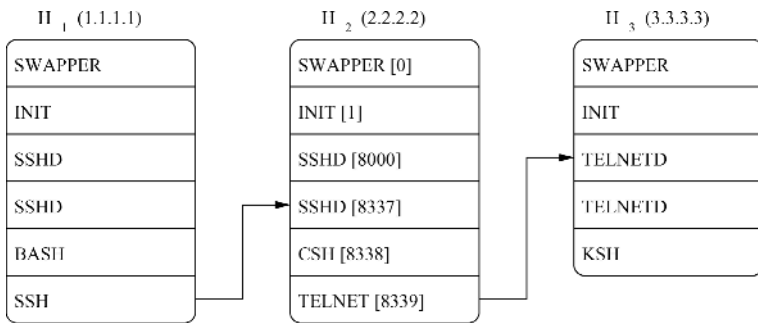 H 1 (1.1.1.1)
H 2 (2.2.2.2)
H 3 (3.3.3.3)
SWAPPER
INIT
SSHD
SSHD
BASH
SSH
SWAPPER [0]
INIT [1]
SSHD [8000]
SSHD [8337]
CSH [8338]
TELNET [8339]
SWAPPER
INIT
TELNETD
TELNETD
KSH